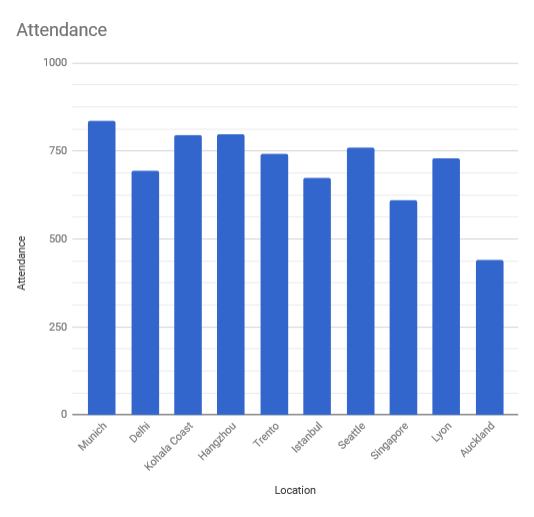 Attendance
1000
750
500
250
0
Attendance
Munich
Delhi
Kohala Coast
Hangzhou
Trento
Istanbul
Seattle
Singapore
Lyon
Auckland
Location